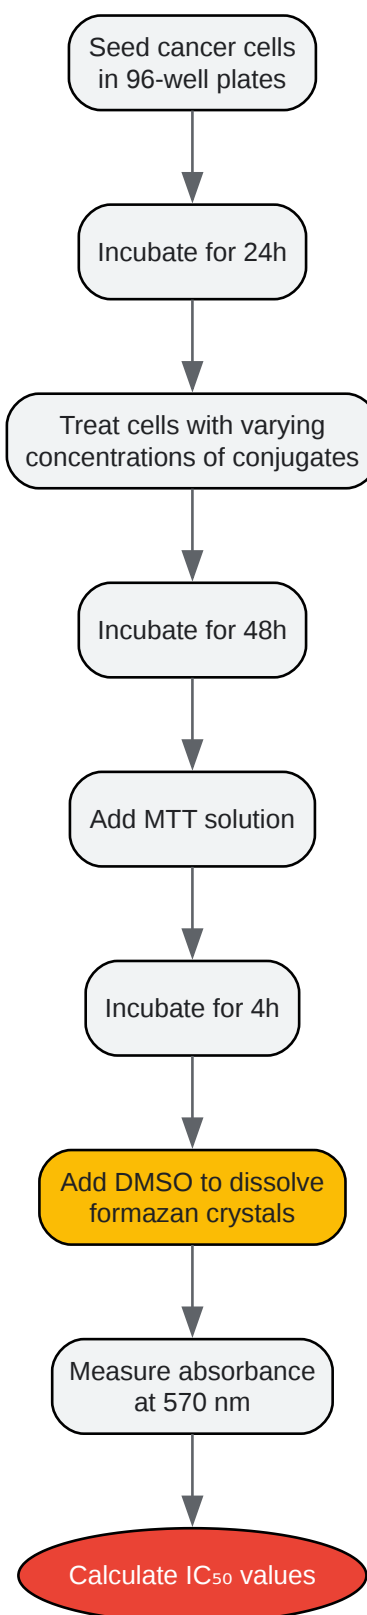 Seed cancer cells
in 96-well plates
Incubate for 24h
Treat cells with varying
concentrations of conjugates
Incubate for 48h
Add MTT solution
Incubate for 4h
Add DMSO to dissolve
formazan crystals
Measure absorbance
at 570 nm
Calculate IC₅₀ values